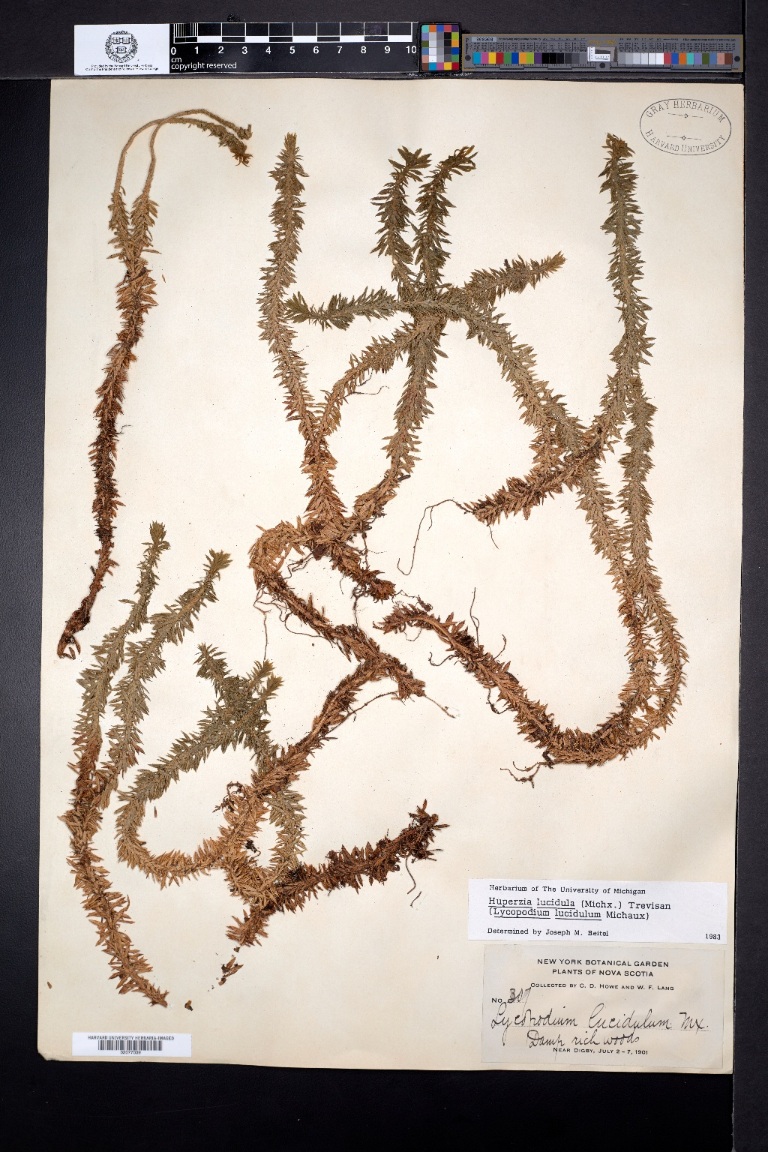 0 1 2 3 4 5 6 7 8 9 10
cm
copyright reserved
GRAY HERBARIUM
HARVARD UNIVERSITY
Herbarium of The University of Michigan
Huperzia lucidula (Michx.) Trevisan
(Lycopodium lucidulum Michaux)
Determined by Joseph M. Beitel 1983
NEW YORK BOTANICAL GARDEN
PLANTS OF NOVA SCOTIA
COLLECTED BY C. D. HOWE AND W. F. LANG
No. 307
Lycopodium lucidulum Mx.
Damp rich woods
NEAR DIGBY, JULY 2-7, 1901
HARVARD UNIVERSITY HERBARIA-IMAGES